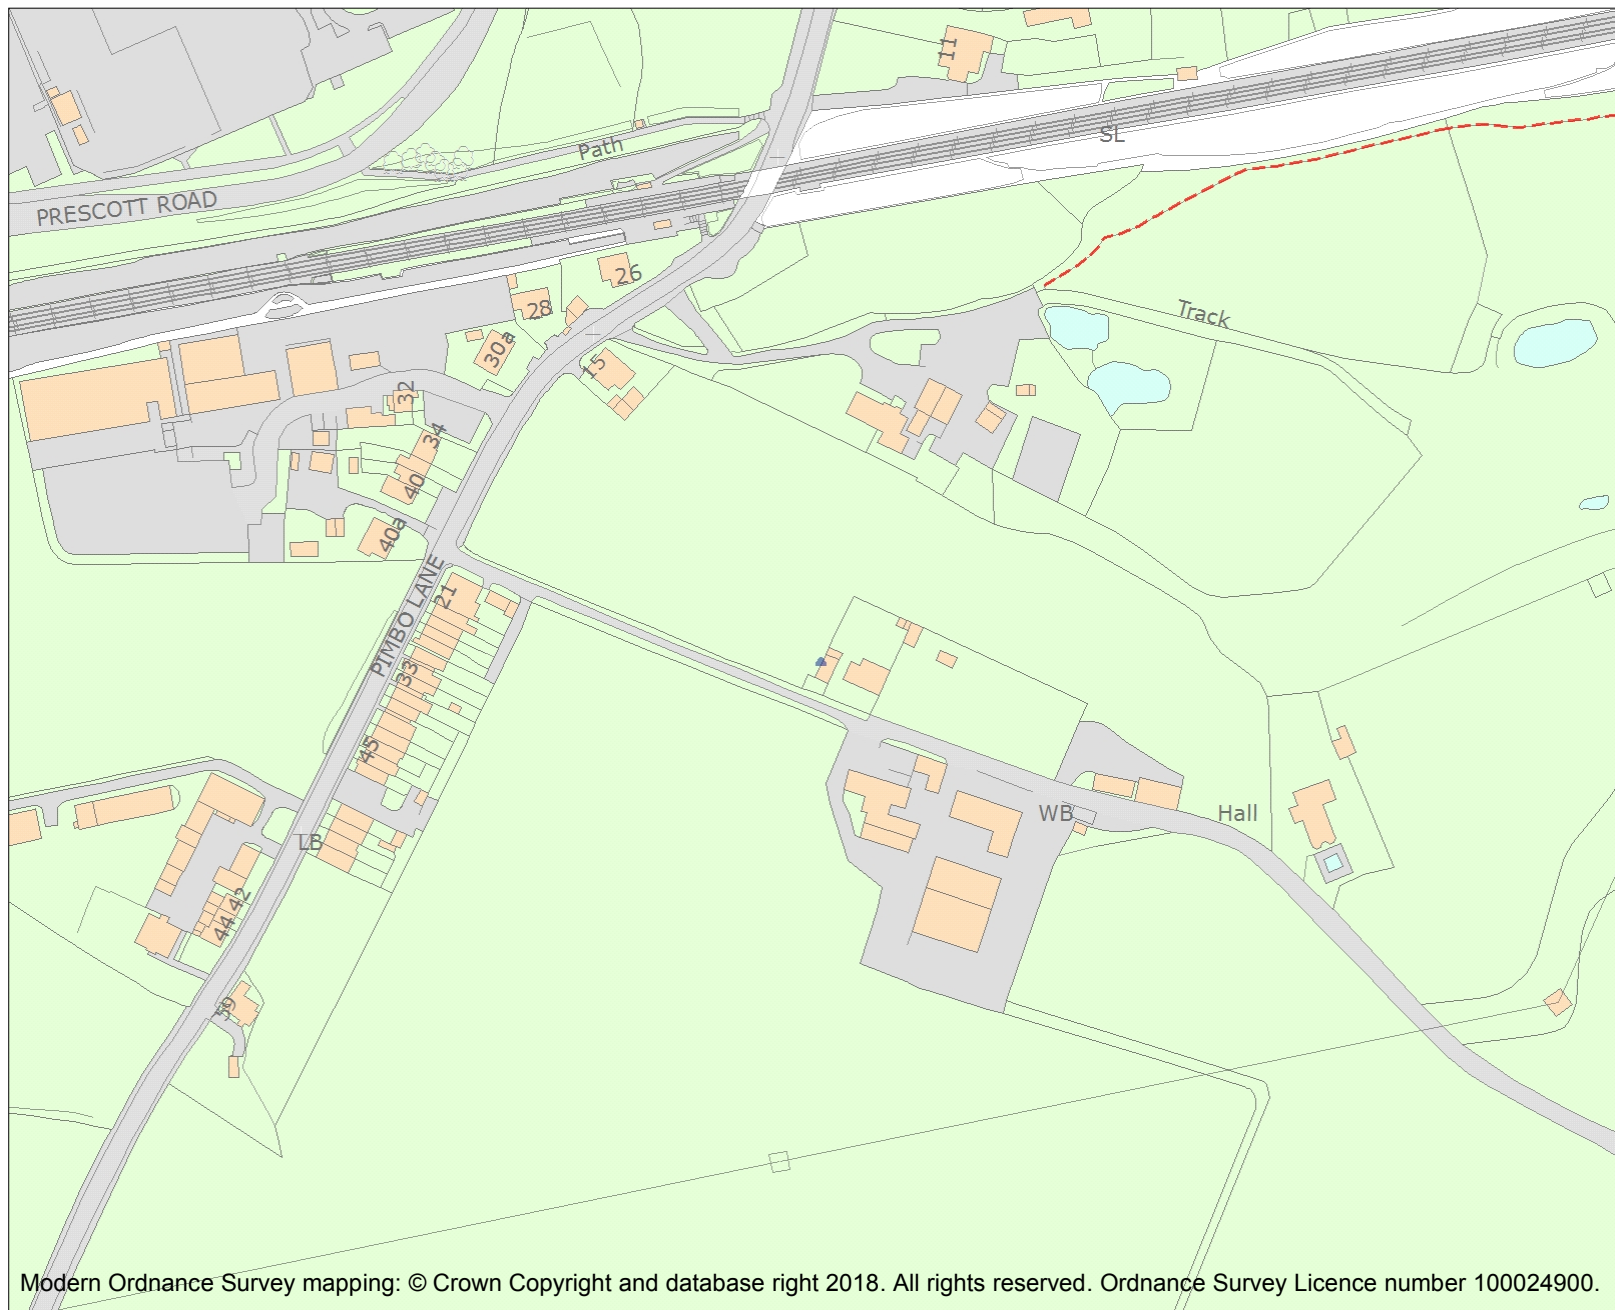 11
SL
Path
PRESCOTT ROAD
26
28
Track
30a
15
32
34
40
40a
PIMBO LANE
21
33
45
WB
Hall
LB
42
44
59
Modern Ordnance Survey mapping: © Crown Copyright and database right 2018. All rights reserved. Ordnance Survey Licence number 100024900.